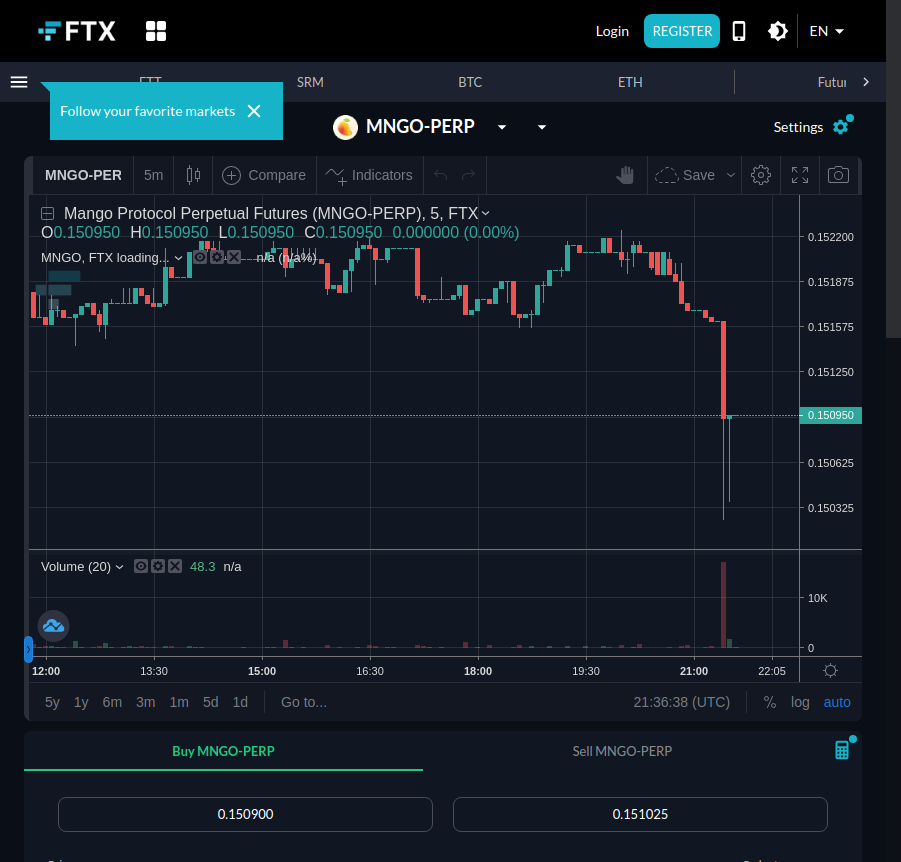 FTX
Login
REGISTER
EN
FTT
SRM
BTC
ETH
Futur
Follow your favorite markets
MNGO-PERP
Settings
MNGO-PER
5m
Compare
Indicators
Save
Mango Protocol Perpetual Futures (MNGO-PERP), 5, FTX
O0.150950 H0.150950 L0.150950 C0.150950 0.000000 (0.00%)
MNGO, FTX loading... n/a (n/a%)
0.152200
0.151875
0.151575
0.151250
0.150950
0.150625
0.150325
Volume (20) 48.3 n/a
10K
0
12:00
13:30
15:00
16:30
18:00
19:30
21:00
22:05
5y
1y
6m
3m
1m
5d
1d
Go to...
21:36:38 (UTC)
%
log
auto
Buy MNGO-PERP
Sell MNGO-PERP
0.150900
0.151025